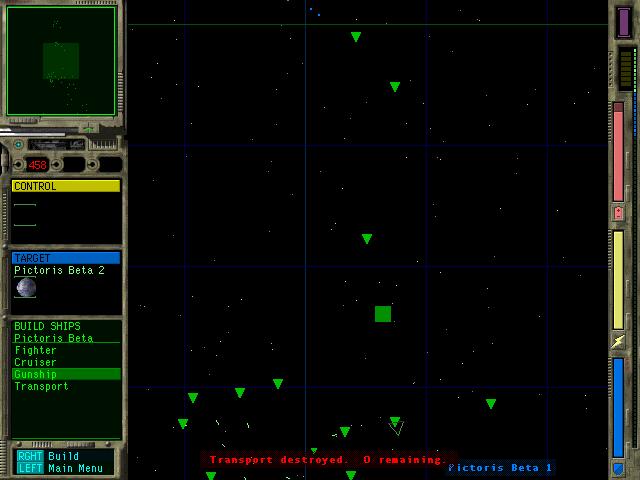 458
CONTROL
TARGET
Pictoris Beta 2
BUILD SHIPS
Pictoris Beta
Fighter
Cruiser
Gunship
Transport
RGHT Build
LEFT Main Menu
Transport destroyed. 0 remaining.
Pictoris Beta 1